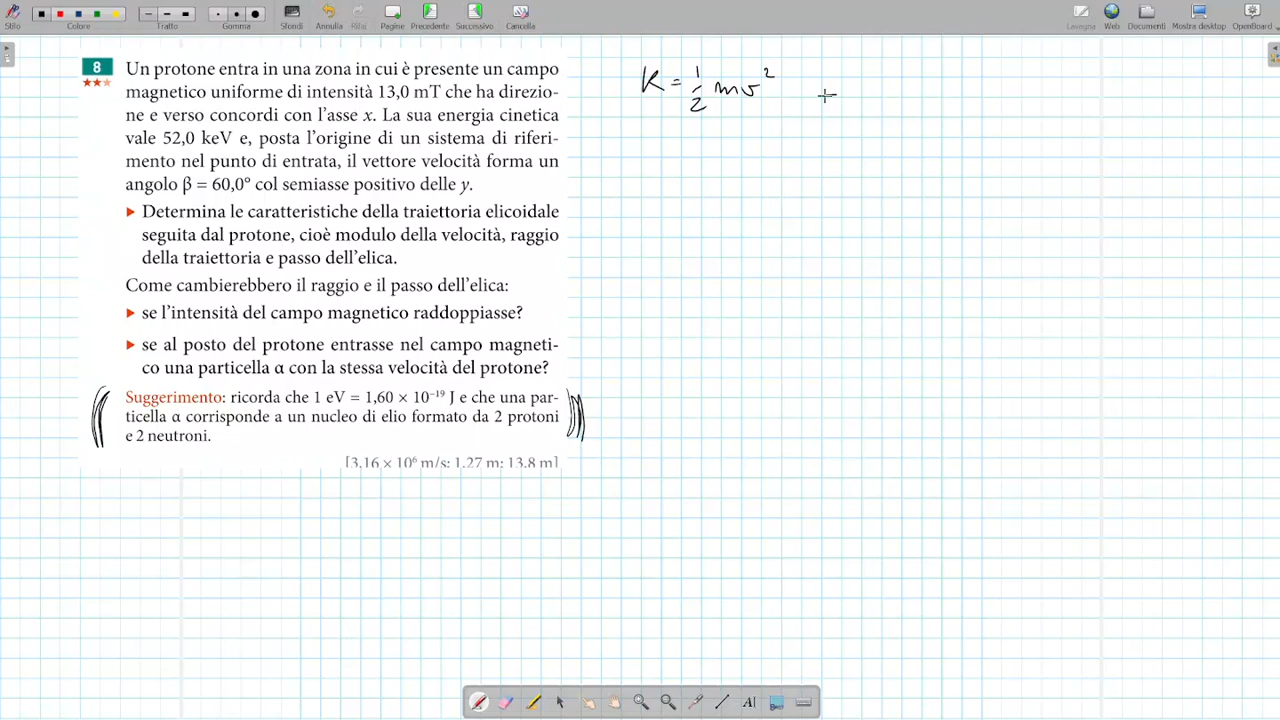 Stilo
Colore
Tratto
Gomma
Sfondi
Annulla
Rifai
Pagine
Precedente
Successivo
Cancella
Lavagna
Web
Documenti
Mostra desktop
OpenBoard
8
Un protone entra in una zona in cui è presente un campo
magnetico uniforme di intensità 13,0 mT che ha direzio-
ne e verso concordi con l'asse x. La sua energia cinetica
vale 52,0 keV e, posta l'origine di un sistema di riferi-
mento nel punto di entrata, il vettore velocità forma un
angolo β = 60,0° col semiasse positivo delle y.
Determina le caratteristiche della traiettoria elicoidale
seguita dal protone, cioè modulo della velocità, raggio
della traiettoria e passo dell'elica.
Come cambierebbero il raggio e il passo dell'elica:
se l'intensità del campo magnetico raddoppiasse?
se al posto del protone entrasse nel campo magneti-
co una particella α con la stessa velocità del protone?
Suggerimento: ricorda che 1 eV = 1,60 × 10⁻¹⁹ J e che una par-
ticella α corrisponde a un nucleo di elio formato da 2 protoni
e 2 neutroni.
[3,16 × 10⁶ m/s; 1,27 m; 13,8 m]
K = 1/2 mv²